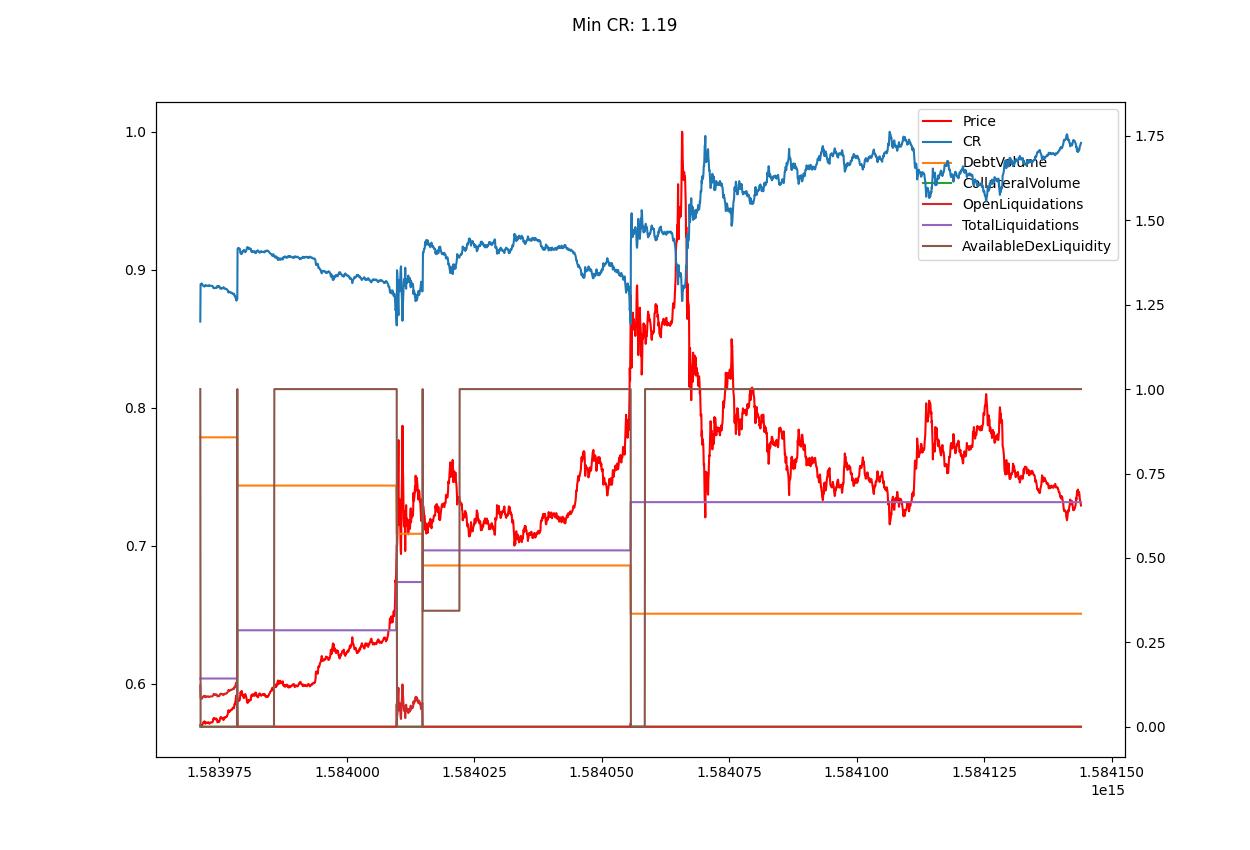 Min CR: 1.19
1.0
0.9
0.8
0.7
0.6
1.75
1.50
1.25
1.00
0.75
0.50
0.25
0.00
Price
CR
DebtVolume
CollateralVolume
OpenLiquidations
TotalLiquidations
AvailableDexLiquidity
1.583975 1.584000 1.584025 1.584050 1.584075 1.584100 1.584125 1.584150
1e15